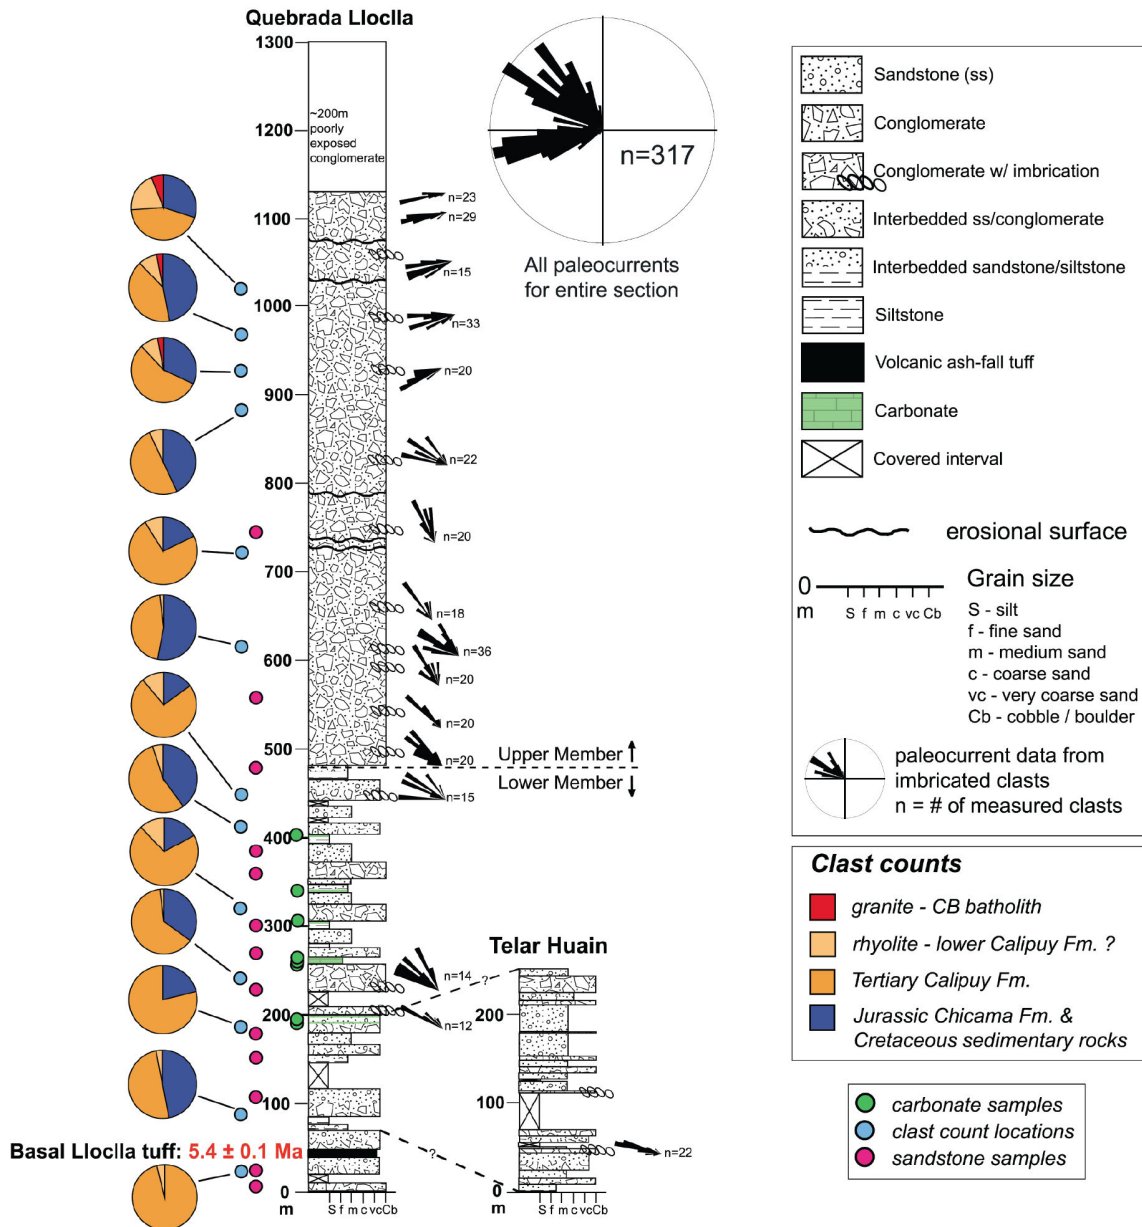 Quebrada Lloclla
1300
~200m
poorly
exposed
conglomerate
1200
1100
1000
900
800
700
600
500
400
300
200
100
0
m
S f m c vc Cb
n=23
n=29
n=15
n=33
n=20
n=22
n=20
n=18
n=36
n=20
n=20
n=20
Upper Member
Lower Member
n=15
n=14
n=12
?
?
Basal Lloclla tuff: 5.4 ± 0.1 Ma
n=317
All paleocurrents
for entire section
Telar Huain
200
100
0
m
S f m c vc Cb
n=22
Sandstone (ss)
Conglomerate
Conglomerate w/ imbrication
Interbedded ss/conglomerate
Interbedded sandstone/siltstone
Siltstone
Volcanic ash-fall tuff
Carbonate
Covered interval
erosional surface
0
m
S f m c vc Cb
Grain size
S - silt
f - fine sand
m - medium sand
c - coarse sand
vc - very coarse sand
Cb - cobble / boulder
paleocurrent data from
imbricated clasts
n = # of measured clasts
Clast counts
granite - CB batholith
rhyolite - lower Calipuy Fm. ?
Tertiary Calipuy Fm.
Jurassic Chicama Fm. &
Cretaceous sedimentary rocks
carbonate samples
clast count locations
sandstone samples